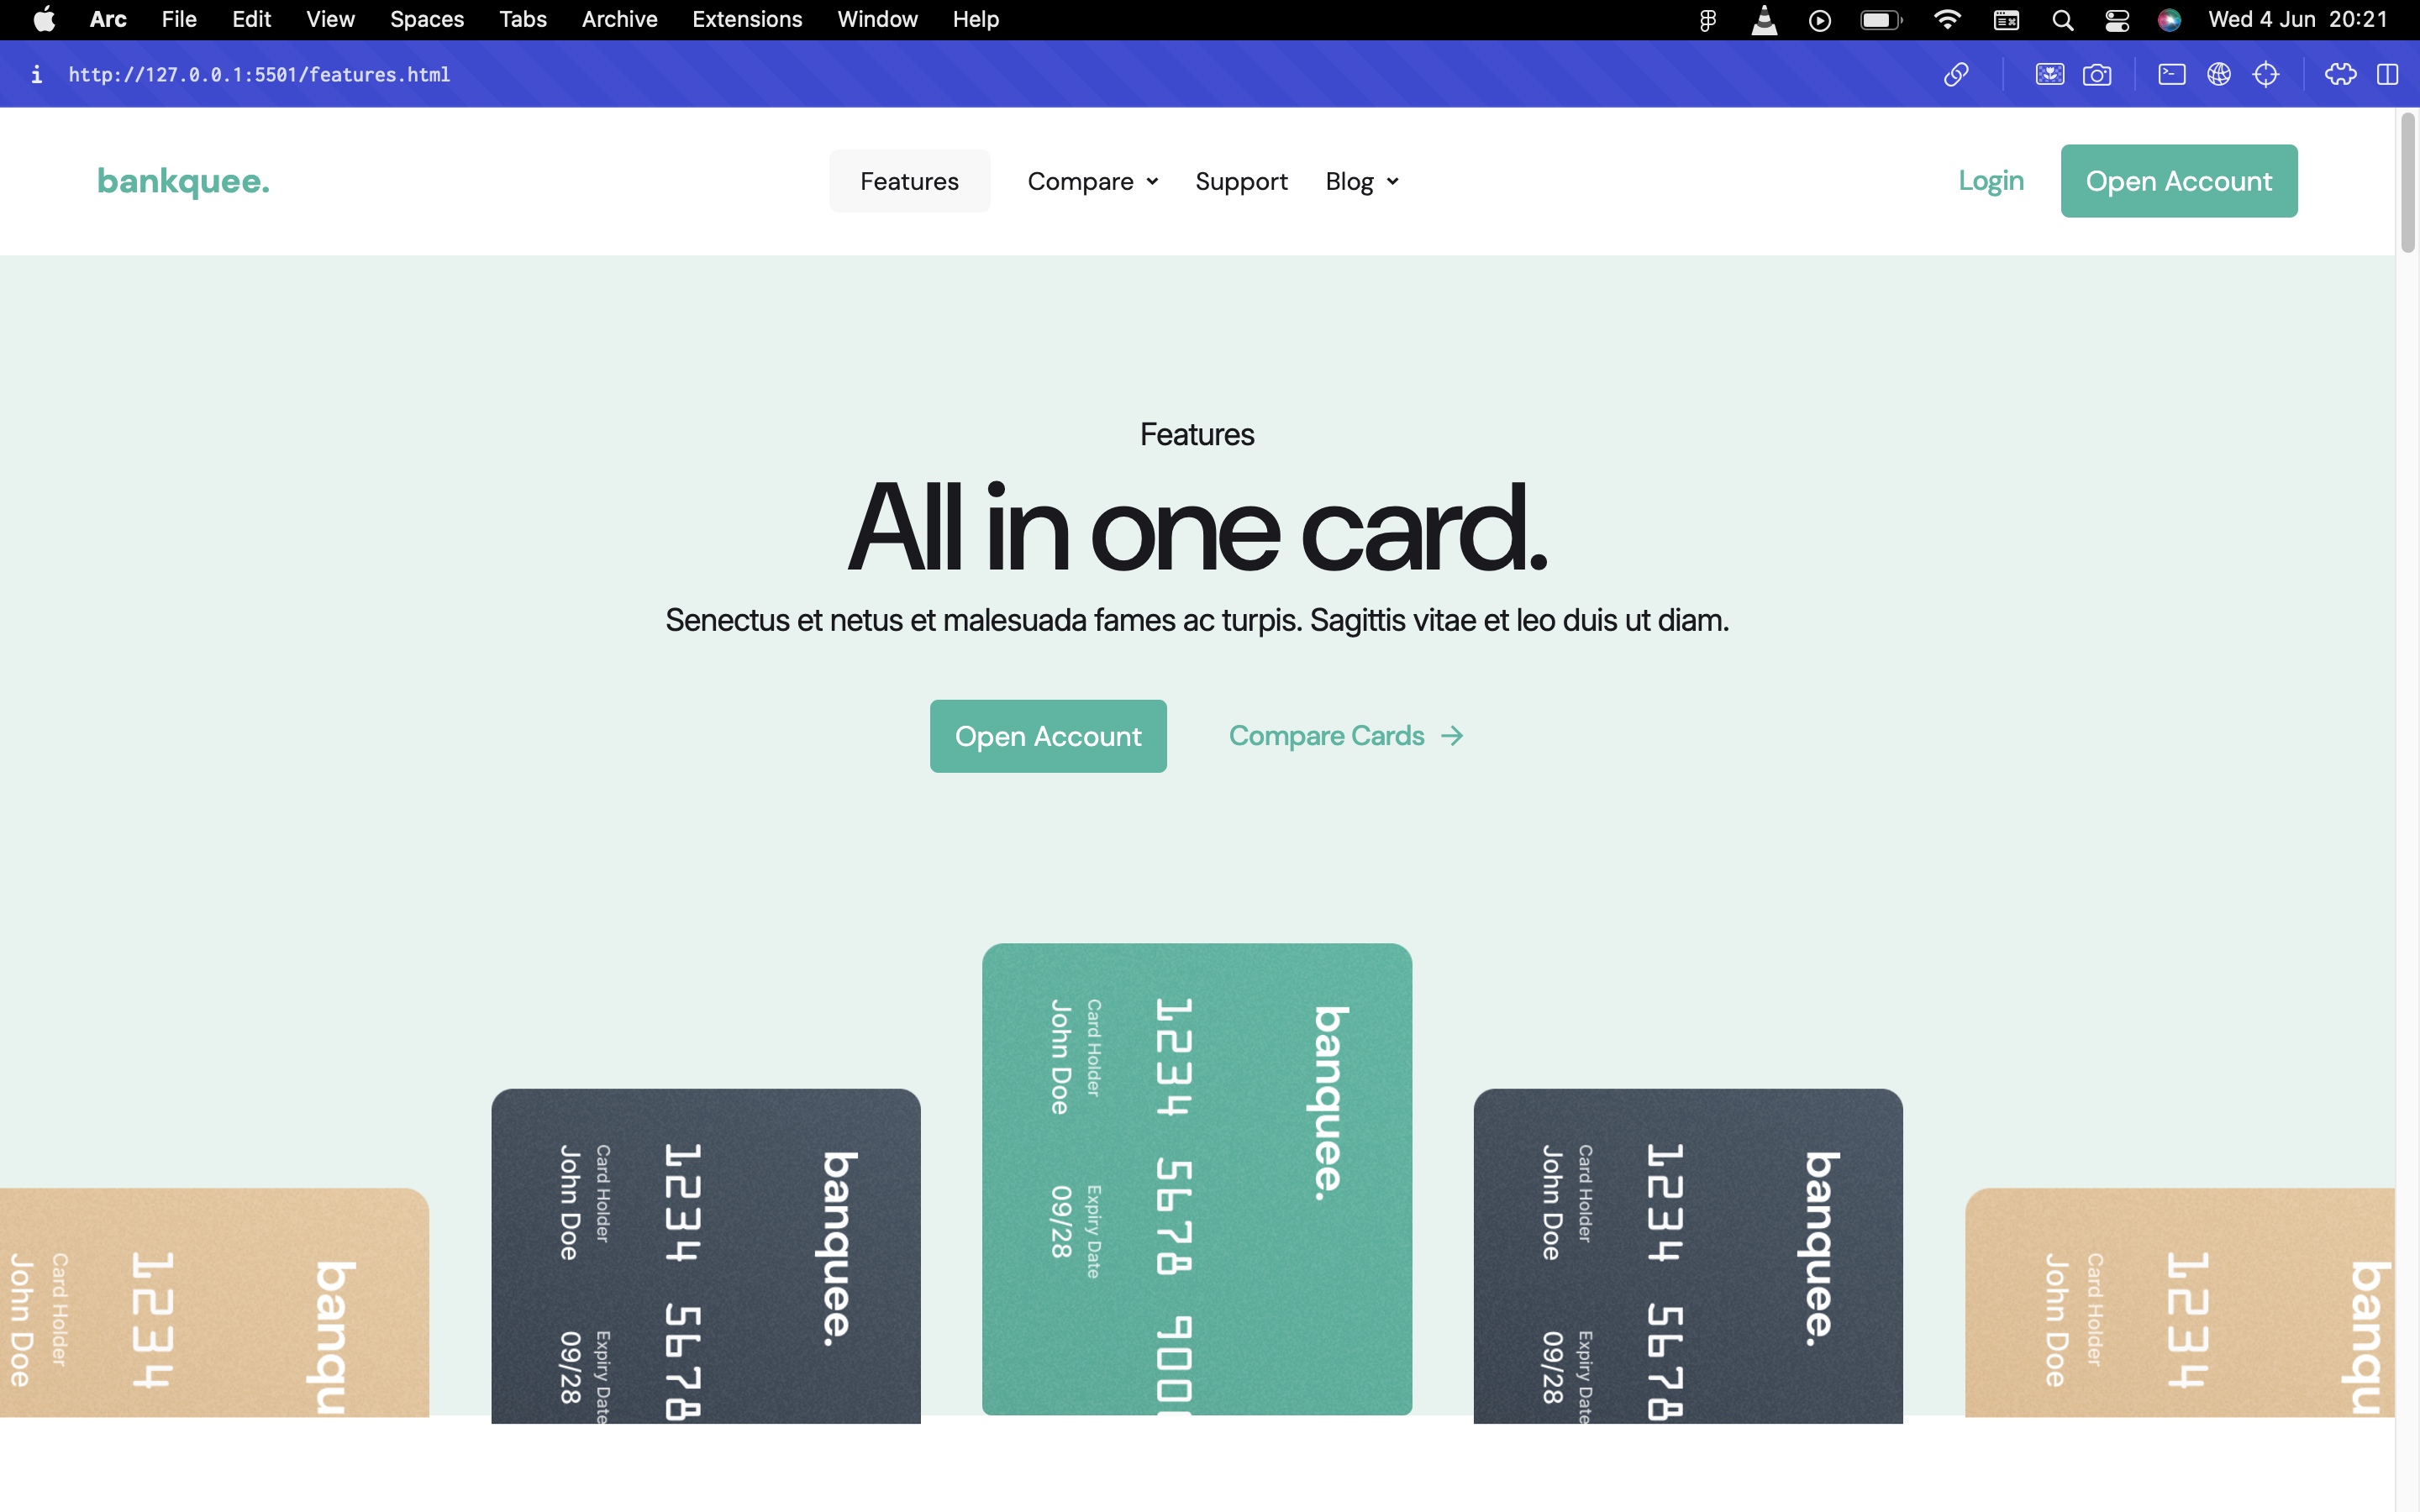 Arc File Edit View Spaces Tabs Archive Extensions Window Help Wed 4 Jun 20:21
i http://127.0.0.1:5501/features.html
bankquee. Features Compare Support Blog Login Open Account
Features
All in one card.
Senectus et netus et malesuada fames ac turpis. Sagittis vitae et leo duis ut diam.
Open Account Compare Cards →
banqu
1234
Card Holder
John Doe
banquee.
1234 5678
Card Holder Expiry Date
John Doe 09/28
banquee.
1234 5678 900
Card Holder Expiry Date
John Doe 09/28
banquee.
1234 5678
Card Holder Expiry Date
John Doe 09/28
banqu
1234
Card Holder
John Doe